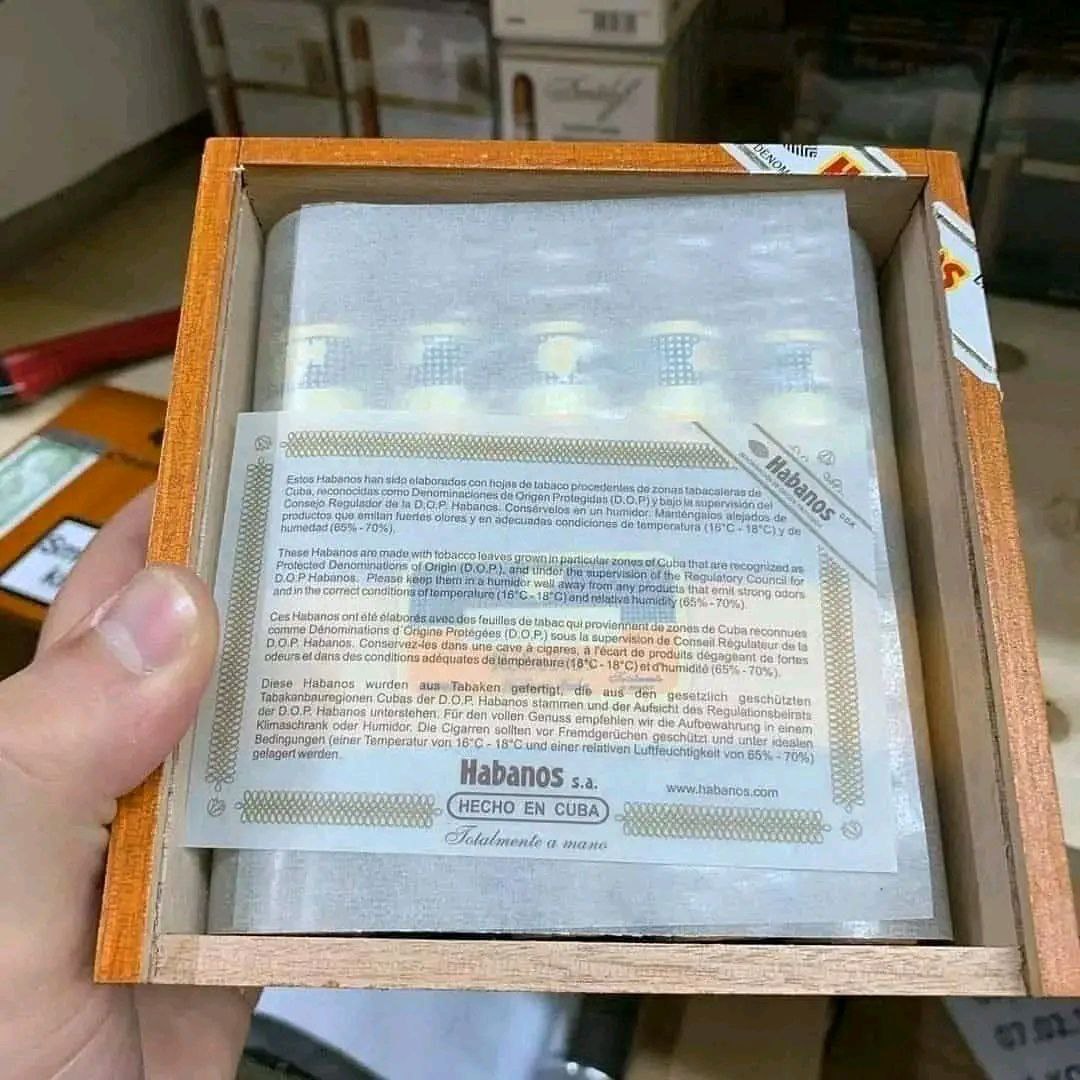 Davidoff
DENOM
Habanos
s.a.
Estos Habanos han sido elaborados con hojas de tabaco procedentes de zonas tabacaleras de
Cuba, reconocidas como Denominaciones de Origen Protegidas (D.O.P.) y bajo la supervisión del
Consejo Regulador de la D.O.P. Habanos. Consérvelos en un humidor. Manténgalos alejados de
productos que emitan fuertes olores y en adecuadas condiciones de temperatura (16°C - 18°C) y de
humedad (65% - 70%).
These Habanos are made with tobacco leaves grown in particular zones of Cuba that are recognized as
Protected Denominations of Origin (D.O.P.), and under the supervision of the Regulatory Council for
D.O.P Habanos. Please keep them in a humidor well away from any products that emit strong odors
and in the correct conditions of temperature (16°C - 18°C) and relative humidity (65% - 70%).
Ces Habanos ont été élaborés avec des feuilles de tabac qui proviennent de zones de Cuba reconnues
comme Dénominations d´Origine Protégées (D.O.P.) sous la supervision de Conseil Régulateur de la
D.O.P. Habanos. Conservez-les dans une cave à cigares, à l'écart de produits dégageant de fortes
odeurs et dans des conditions adéquates de température (16°C - 18°C) et d'humidité (65% - 70%).
Diese Habanos wurden aus Tabaken gefertigt, die aus den gesetzlich geschützten
Tabakanbauregionen Cubas der D.O.P. Habanos stammen und der Aufsicht des Regulationsbeirats
der D.O.P. Habanos unterstehen. Für den vollen Genuss empfehlen wir die Aufbewahrung in einem
Klimaschrank oder Humidor. Die Cigarren sollten vor Fremdgerüchen geschützt und unter idealen
Bedingungen (einer Temperatur von 16°C - 18°C und einer relativen Luftfeuchtigkeit von 65% - 70%)
gelagert werden.
Habanos s.a.
www.habanos.com
HECHO EN CUBA
Totalmente a mano